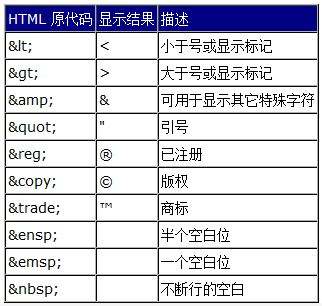 HTML 原代码 显示结果 描述
&lt; < 小于号或显示标记
&gt; > 大于号或显示标记
&amp; & 可用于显示其它特殊字符
&quot; " 引号
&reg; ® 已注册
&copy; © 版权
&trade; ™ 商标
&ensp; 半个空白位
&emsp; 一个空白位
&nbsp; 不断行的空白